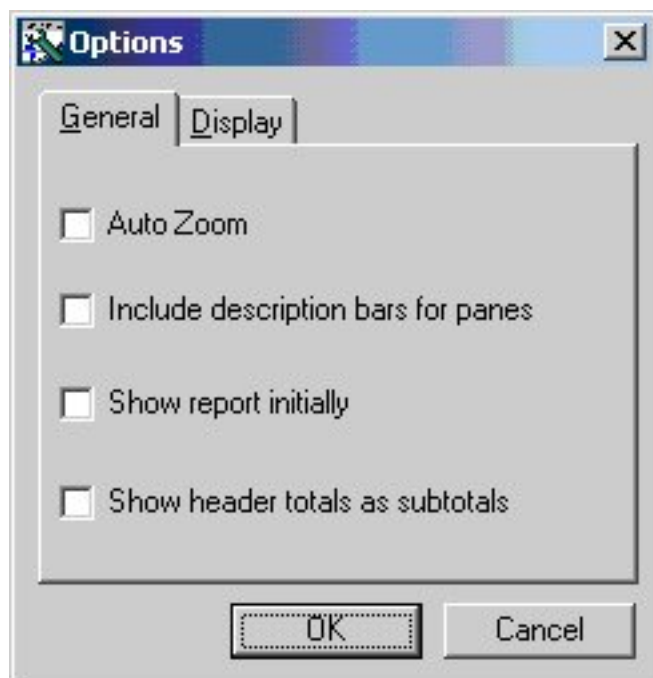 Options
General Display
Auto Zoom
Include description bars for panes
Show report initially
Show header totals as subtotals
OK Cancel